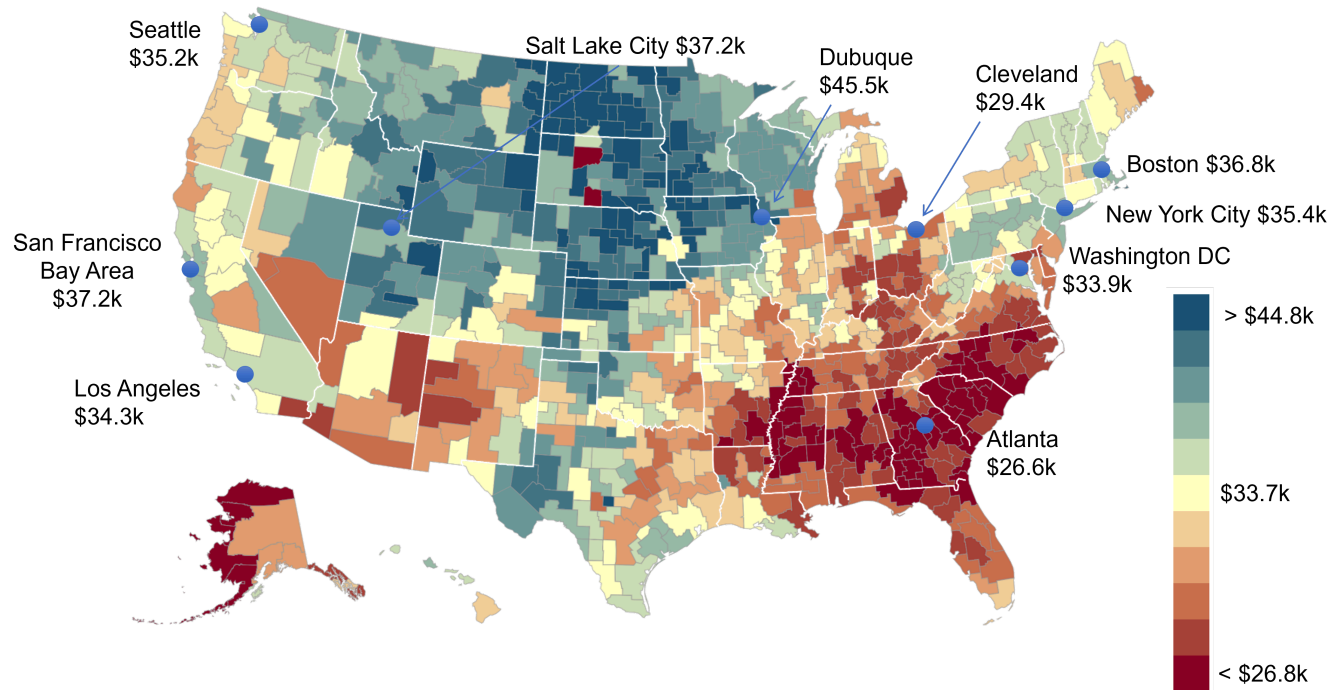 Seattle
$35.2k
Salt Lake City $37.2k
Dubuque
$45.5k
Cleveland
$29.4k
Boston $36.8k
New York City $35.4k
San Francisco
Bay Area
$37.2k
Washington DC
$33.9k
> $44.8k
Los Angeles
$34.3k
Atlanta
$26.6k
$33.7k
< $26.8k